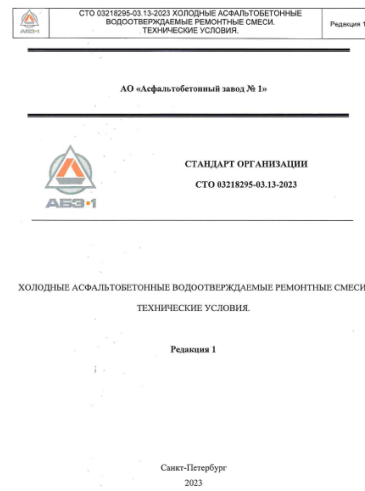 СТО 03218295-03.13-2023 ХОЛОДНЫЕ АСФАЛЬТОБЕТОННЫЕ
ВОДООТВЕРЖДАЕМЫЕ РЕМОНТНЫЕ СМЕСИ.
ТЕХНИЧЕСКИЕ УСЛОВИЯ.
Редакция 1
АБЗ-1
АО «Асфальтобетонный завод № 1»
СТАНДАРТ ОРГАНИЗАЦИИ
СТО 03218295-03.13-2023
АБЗ-1
ХОЛОДНЫЕ АСФАЛЬТОБЕТОННЫЕ ВОДООТВЕРЖДАЕМЫЕ РЕМОНТНЫЕ СМЕСИ
ТЕХНИЧЕСКИЕ УСЛОВИЯ.
Редакция 1
Санкт-Петербург
2023